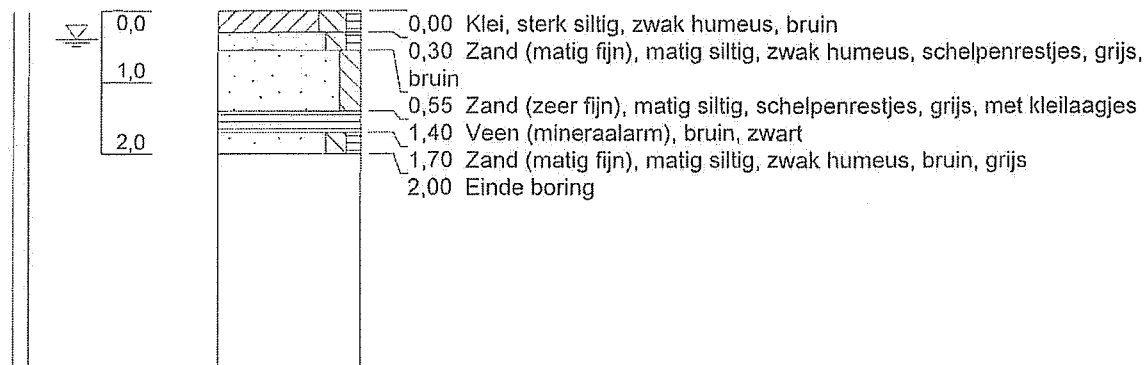 0,0
1,0
2,0
0,00 Klei, sterk siltig, zwak humeus, bruin
0,30 Zand (matig fijn), matig siltig, zwak humeus, schelpenrestjes, grijs,
bruin
0,55 Zand (zeer fijn), matig siltig, schelpenrestjes, grijs, met kleilaagjes
1,40 Veen (mineraalarm), bruin, zwart
1,70 Zand (matig fijn), matig siltig, zwak humeus, bruin, grijs
2,00 Einde boring